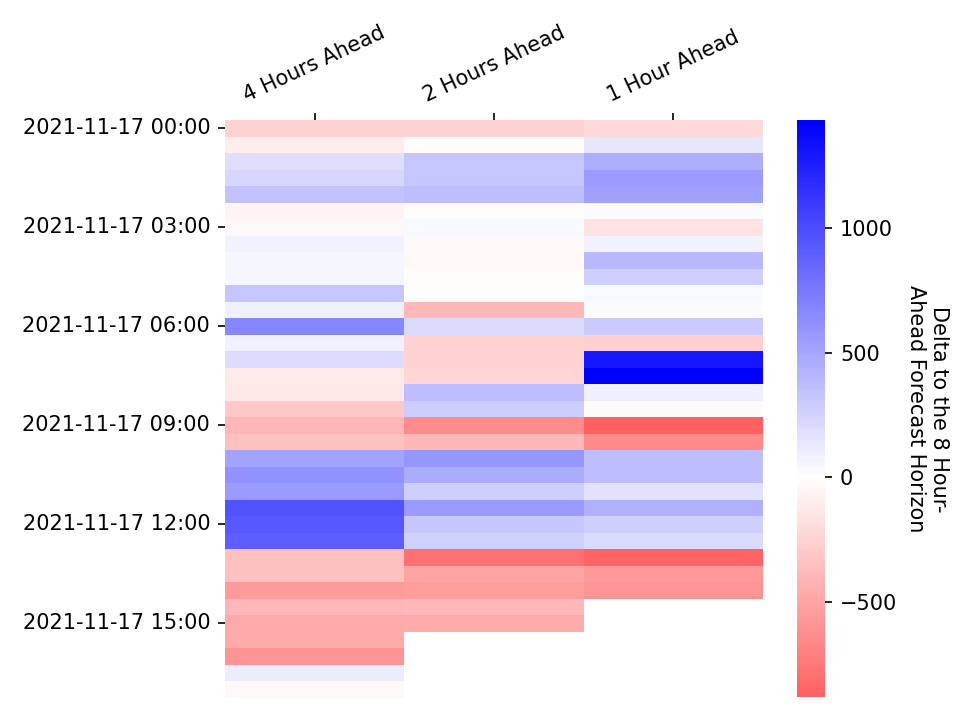 4 Hours Ahead
2 Hours Ahead
1 Hour Ahead
2021-11-17 00:00
2021-11-17 03:00
2021-11-17 06:00
2021-11-17 09:00
2021-11-17 12:00
2021-11-17 15:00
1000
500
0
−500
Delta to the 8 Hour-
Ahead Forecast Horizon